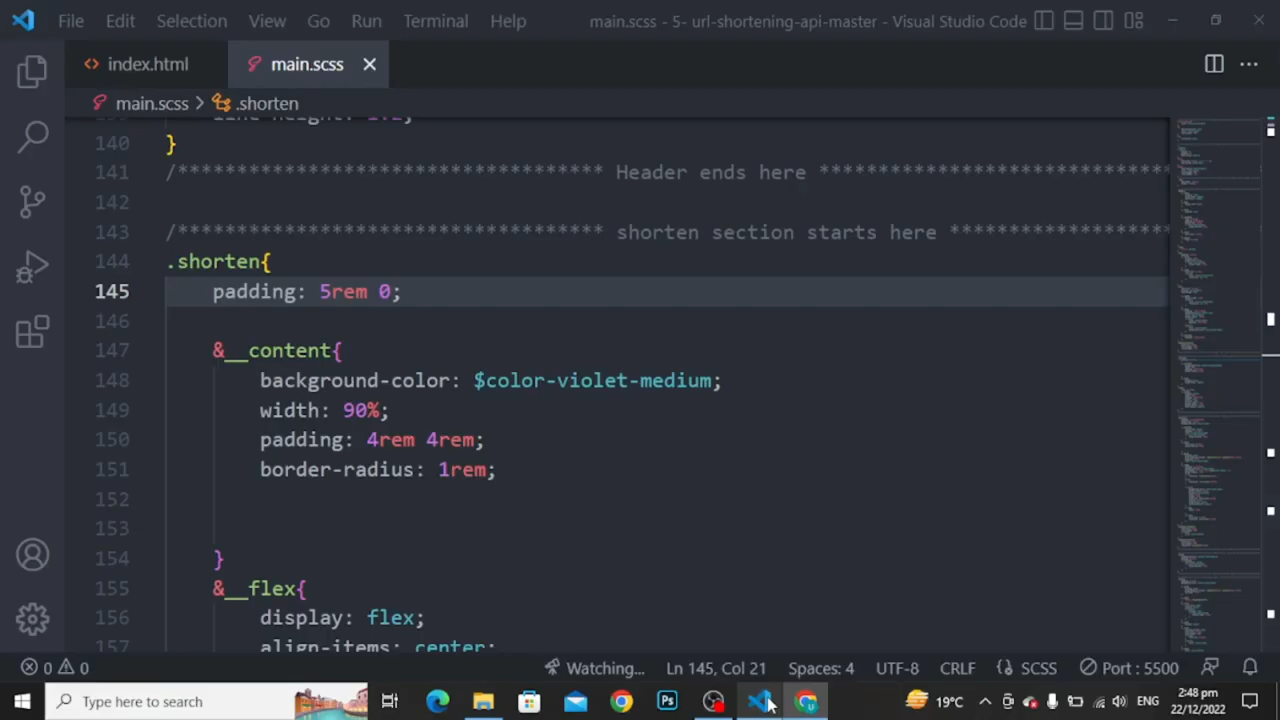 File Edit Selection View Go Run Terminal Help main.scss - 5- url-shortening-api-master - Visual Studio Code
index.html main.scss
main.scss > .shorten
140 }
141 /************************************ Header ends here ******************************
142
143 /************************************ shorten section starts here *******************
144 .shorten{
145 padding: 5rem 0;
146
147 &__content{
148 background-color: $color-violet-medium;
149 width: 90%;
150 padding: 4rem 4rem;
151 border-radius: 1rem;
152
153
154 }
155 &__flex{
156 display: flex;
157 align-items: center;
0 0 Watching... Ln 145, Col 21 Spaces: 4 UTF-8 CRLF SCSS Port : 5500
Type here to search Ps 19°C ENG 2:48 pm
22/12/2022